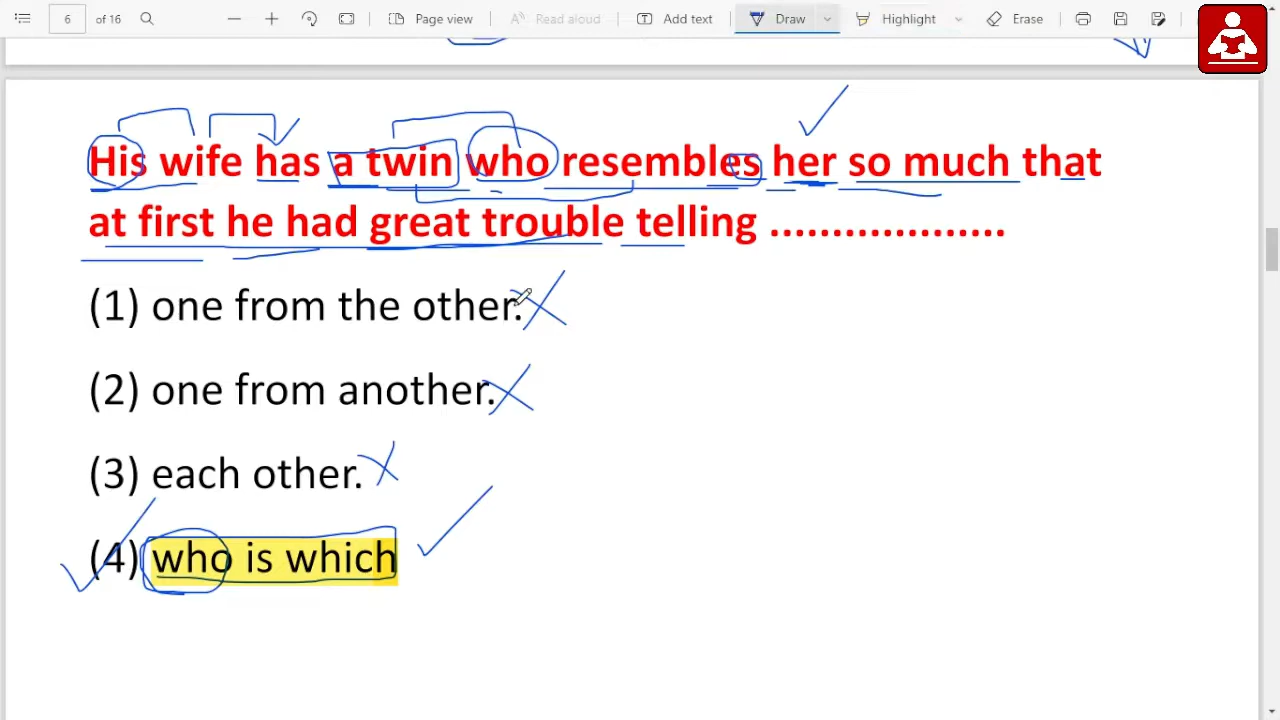 6 of 16 Page view Read aloud Add text Draw Highlight Erase
His wife has a twin who resembles her so much that
at first he had great trouble telling ...................
(1) one from the other.
(2) one from another.
(3) each other.
(4) who is which